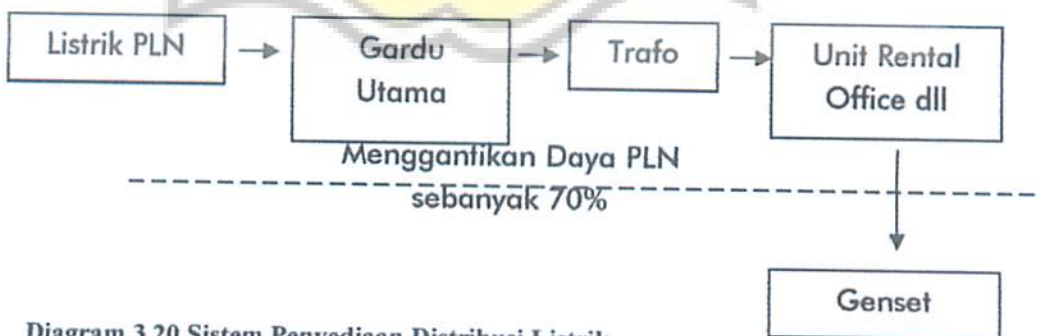 Listrik PLN
Gardu
Utama
Trafo
Unit Rental
Office dll
Menggantikan Daya PLN
sebanyak 70%
Genset
Diagram 3.20 Sistem Penyediaan Distribusi Listrik